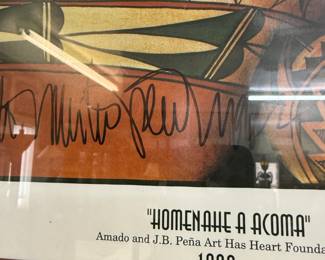 "HOMENAHE A ACOMA"
Amado and J.B. Peña Art Has Heart Founda